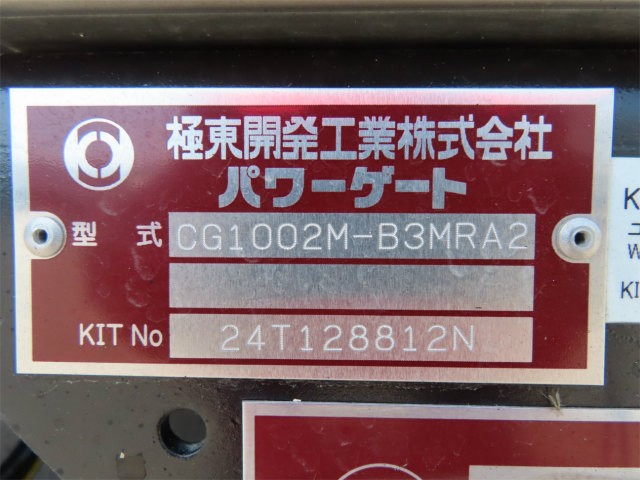 極東開発工業株式会社
パワーゲート
型 式 CG1002M-B3MRA2
KIT No 24T128812N
K
W
KI